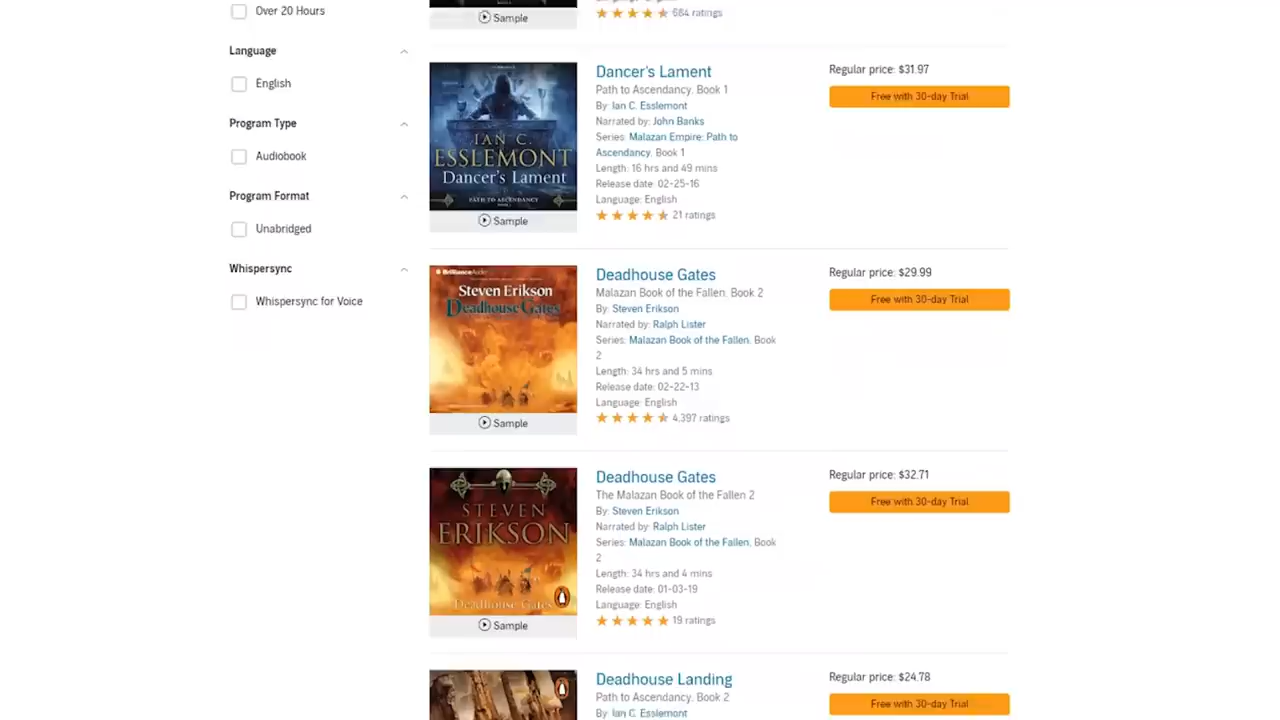 Over 20 Hours
Language
English
Program Type
Audiobook
Program Format
Unabridged
Whispersync
Whispersync for Voice
Sample
684 ratings
IAN C.
ESSLEMONT
Dancer's Lament
PATH TO ASCENDANCY
Sample
Dancer's Lament
Path to Ascendancy, Book 1
By: Ian C. Esslemont
Narrated by: John Banks
Series: Malazan Empire: Path to
Ascendancy, Book 1
Length: 16 hrs and 49 mins
Release date: 02-25-16
Language: English
21 ratings
Regular price: $31.97
Free with 30-day Trial
BrillianceAudio
Steven Erikson
Deadhouse Gates
Sample
Deadhouse Gates
Malazan Book of the Fallen, Book 2
By: Steven Erikson
Narrated by: Ralph Lister
Series: Malazan Book of the Fallen, Book
2
Length: 34 hrs and 5 mins
Release date: 02-22-13
Language: English
4,397 ratings
Regular price: $29.99
Free with 30-day Trial
STEVEN
ERIKSON
Deadhouse Gates
Sample
Deadhouse Gates
The Malazan Book of the Fallen 2
By: Steven Erikson
Narrated by: Ralph Lister
Series: Malazan Book of the Fallen, Book
2
Length: 34 hrs and 4 mins
Release date: 01-03-19
Language: English
19 ratings
Regular price: $32.71
Free with 30-day Trial
Deadhouse Landing
Path to Ascendancy, Book 2
By: Ian C. Esslemont
Regular price: $24.78
Free with 30-day Trial